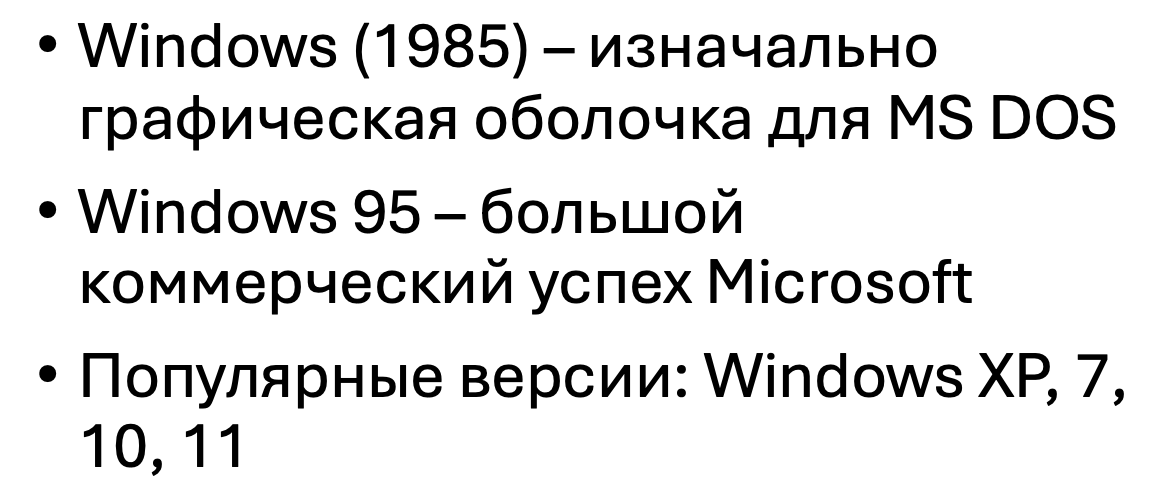 • Windows (1985) – изначально
графическая оболочка для MS DOS
• Windows 95 – большой
коммерческий успех Microsoft
• Популярные версии: Windows XP, 7,
10, 11